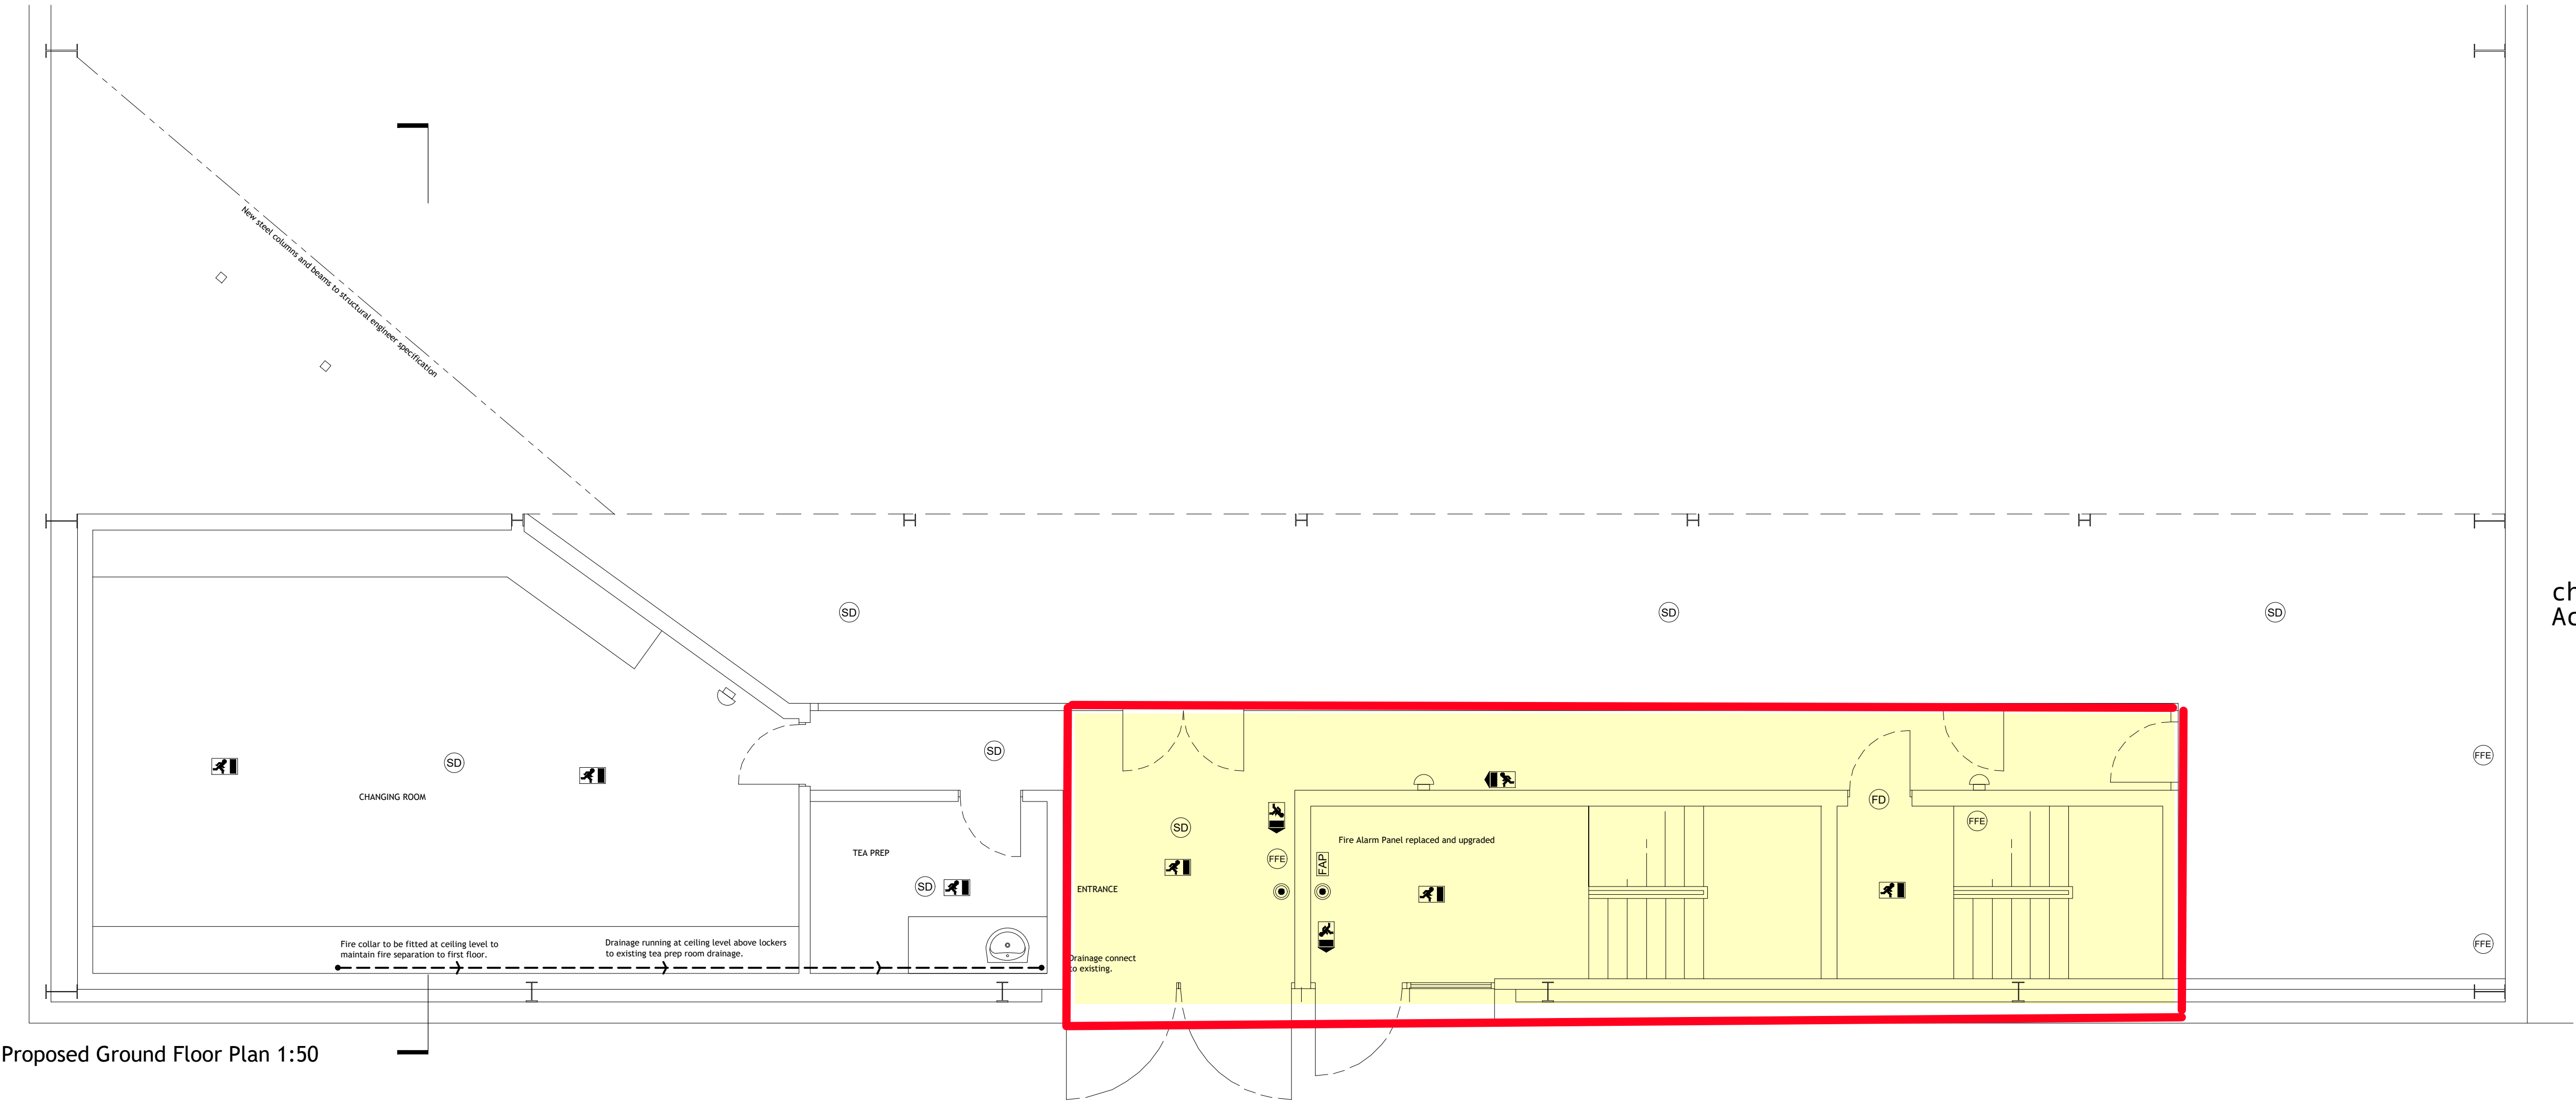 New steel columns and beams to structural engineer specification
ch
Ac
SD
SD
SD
SD
SD
FFE
CHANGING ROOM
FD
FFE
SD
Fire Alarm Panel replaced and upgraded
TEA PREP
FFE
FAP
SD
ENTRANCE
Fire collar to be fitted at ceiling level to
maintain fire separation to first floor.
Drainage running at ceiling level above lockers
to existing tea prep room drainage.
FFE
Drainage connect
to existing.
Proposed Ground Floor Plan 1:50